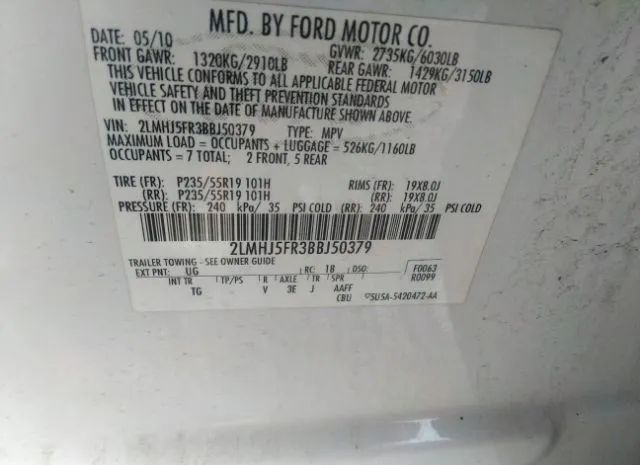 MFD. BY FORD MOTOR CO.
DATE: 05/10 GVWR: 2735KG/6030LB
FRONT GAWR: 1320KG/2910LB REAR GAWR: 1429KG/3150LB
THIS VEHICLE CONFORMS TO ALL APPLICABLE FEDERAL MOTOR
VEHICLE SAFETY AND THEFT PREVENTION STANDARDS
IN EFFECT ON THE DATE OF MANUFACTURE SHOWN ABOVE.
VIN: 2LMHJ5FR3BBJ50379 TYPE: MPV
MAXIMUM LOAD = OCCUPANTS + LUGGAGE = 526KG/1160LB
OCCUPANTS = 7 TOTAL; 2 FRONT, 5 REAR
TIRE (FR): P235/55R19 101H RIMS (FR): 19X8.0J
(RR): P235/55R19 101H (RR): 19X8.0J
PRESSURE (FR): 240 kPa/ 35 PSI COLD (RR): 240 kPa/ 35 PSI COLD
2LMHJ5FR3BBJ50379
TRAILER TOWING - SEE OWNER GUIDE
EXT PNT: UG RC: 18 DSO: F0063
INT TR TP/PS R AXLE TR SPR R0099
TG V 3E J AAFF
CBU 5U5A-5420472-AA